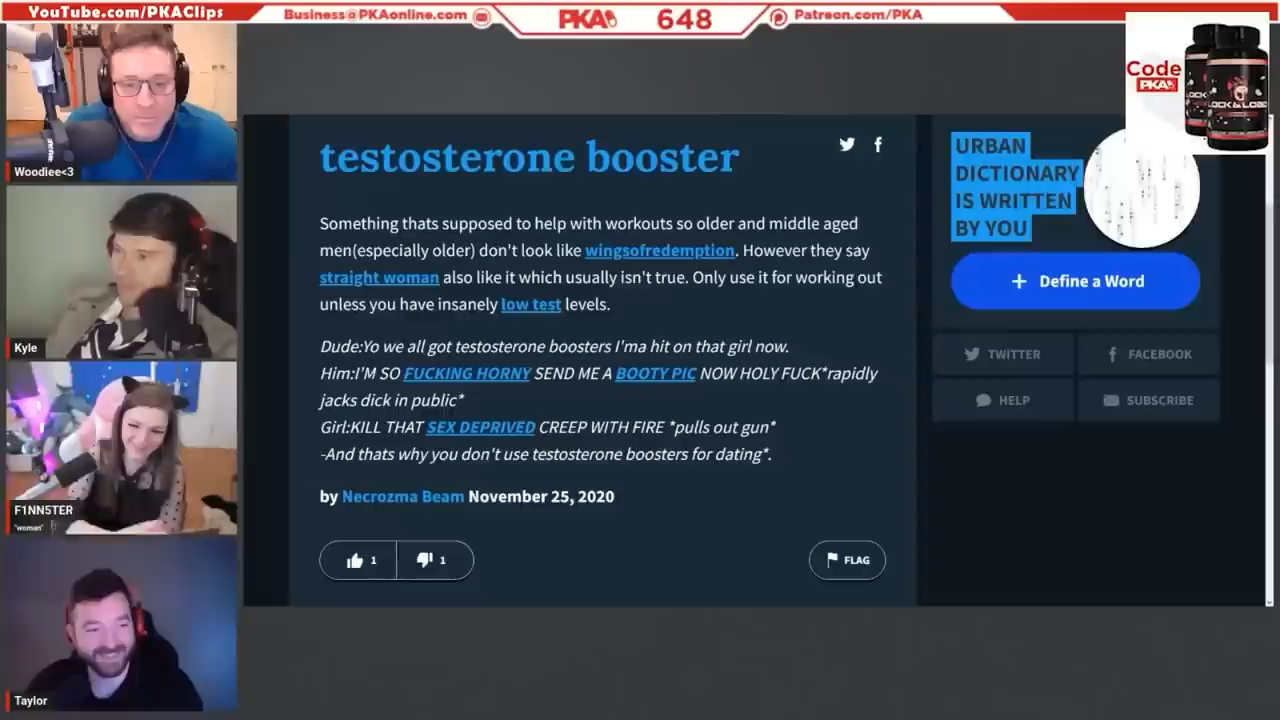 YouTube.com/PKAClips
Business@PKAonline.com
PKA
648
Patreon.com/PKA
Code
PKA
LOCK&LOAD
Woodiee<3
Kyle
F1NN5TER
"woman"
Taylor
testosterone booster
Something thats supposed to help with workouts so older and middle aged
men(especially older) don't look like wingsofredemption. However they say
straight woman also like it which usually isn't true. Only use it for working out
unless you have insanely low test levels.
Dude:Yo we all got testosterone boosters I'ma hit on that girl now.
Him:I'M SO FUCKING HORNY SEND ME A BOOTY PIC NOW HOLY FUCK*rapidly
jacks dick in public*
Girl:KILL THAT SEX DEPRIVED CREEP WITH FIRE *pulls out gun*
-And thats why you don't use testosterone boosters for dating*.
by Necrozma Beam November 25, 2020
1
1
FLAG
URBAN
DICTIONARY
IS WRITTEN
BY YOU
+ Define a Word
TWITTER
FACEBOOK
HELP
SUBSCRIBE